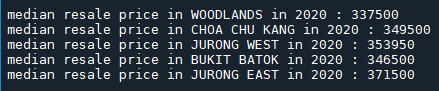 median resale price in WOODLANDS in 2020 : 337500
median resale price in CHOA CHU KANG in 2020 : 349500
median resale price in JURONG WEST in 2020 : 353950
median resale price in BUKIT BATOK in 2020 : 346500
median resale price in JURONG EAST in 2020 : 371500